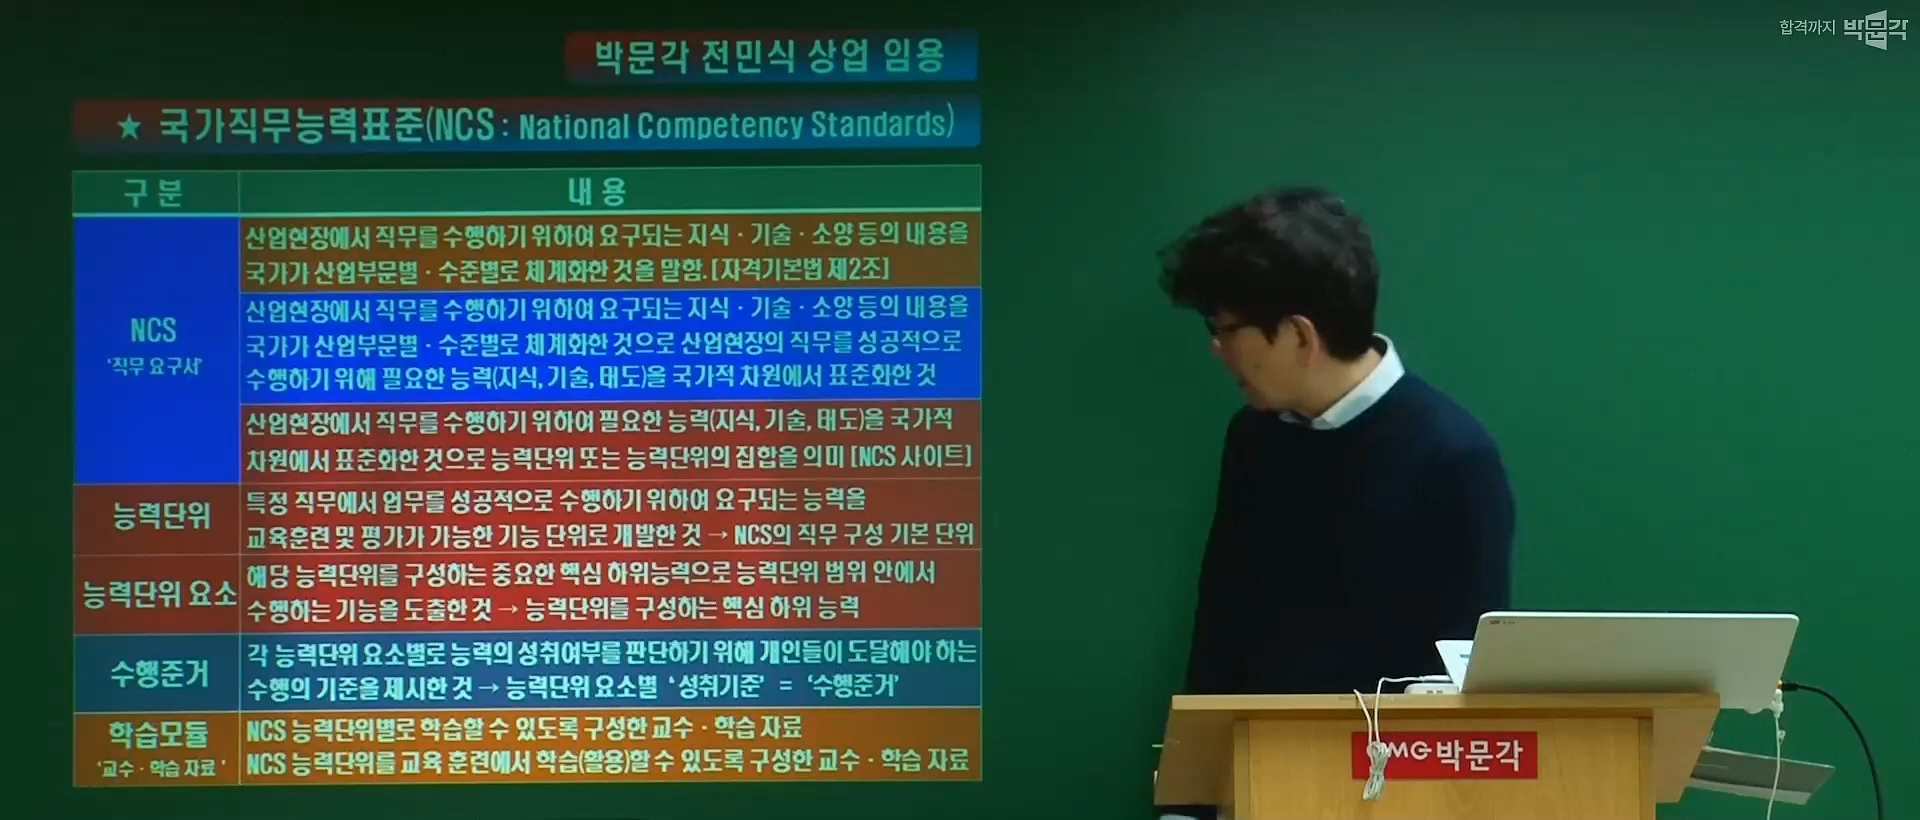 합격까지 박문각
박문각 전민식 상업 임용
★ 국가직무능력표준(NCS : National Competency Standards)
구 분
내 용
NCS
'직무 요구서'
산업현장에서 직무를 수행하기 위하여 요구되는 지식 · 기술 · 소양 등의 내용을
국가가 산업부문별 · 수준별로 체계화한 것을 말함. [자격기본법 제2조]
산업현장에서 직무를 수행하기 위하여 요구되는 지식 · 기술 · 소양 등의 내용을
국가가 산업부문별 · 수준별로 체계화한 것으로 산업현장의 직무를 성공적으로
수행하기 위해 필요한 능력(지식, 기술, 태도)을 국가적 차원에서 표준화한 것
산업현장에서 직무를 수행하기 위하여 필요한 능력(지식, 기술, 태도)을 국가적
차원에서 표준화한 것으로 능력단위 또는 능력단위의 집합을 의미 [NCS 사이트]
능력단위
특정 직무에서 업무를 성공적으로 수행하기 위하여 요구되는 능력을
교육훈련 및 평가가 가능한 기능 단위로 개발한 것 → NCS의 직무 구성 기본 단위
능력단위 요소
해당 능력단위를 구성하는 중요한 핵심 하위능력으로 능력단위 범위 안에서
수행하는 기능을 도출한 것 → 능력단위를 구성하는 핵심 하위 능력
수행준거
각 능력단위 요소별로 능력의 성취여부를 판단하기 위해 개인들이 도달해야 하는
수행의 기준을 제시한 것 → 능력단위 요소별 '성취기준' = '수행준거'
학습모듈
'교수 · 학습 자료'
NCS 능력단위별로 학습할 수 있도록 구성한 교수 · 학습 자료
NCS 능력단위를 교육 훈련에서 학습(활용)할 수 있도록 구성한 교수 · 학습 자료
LG
PMG 박문각